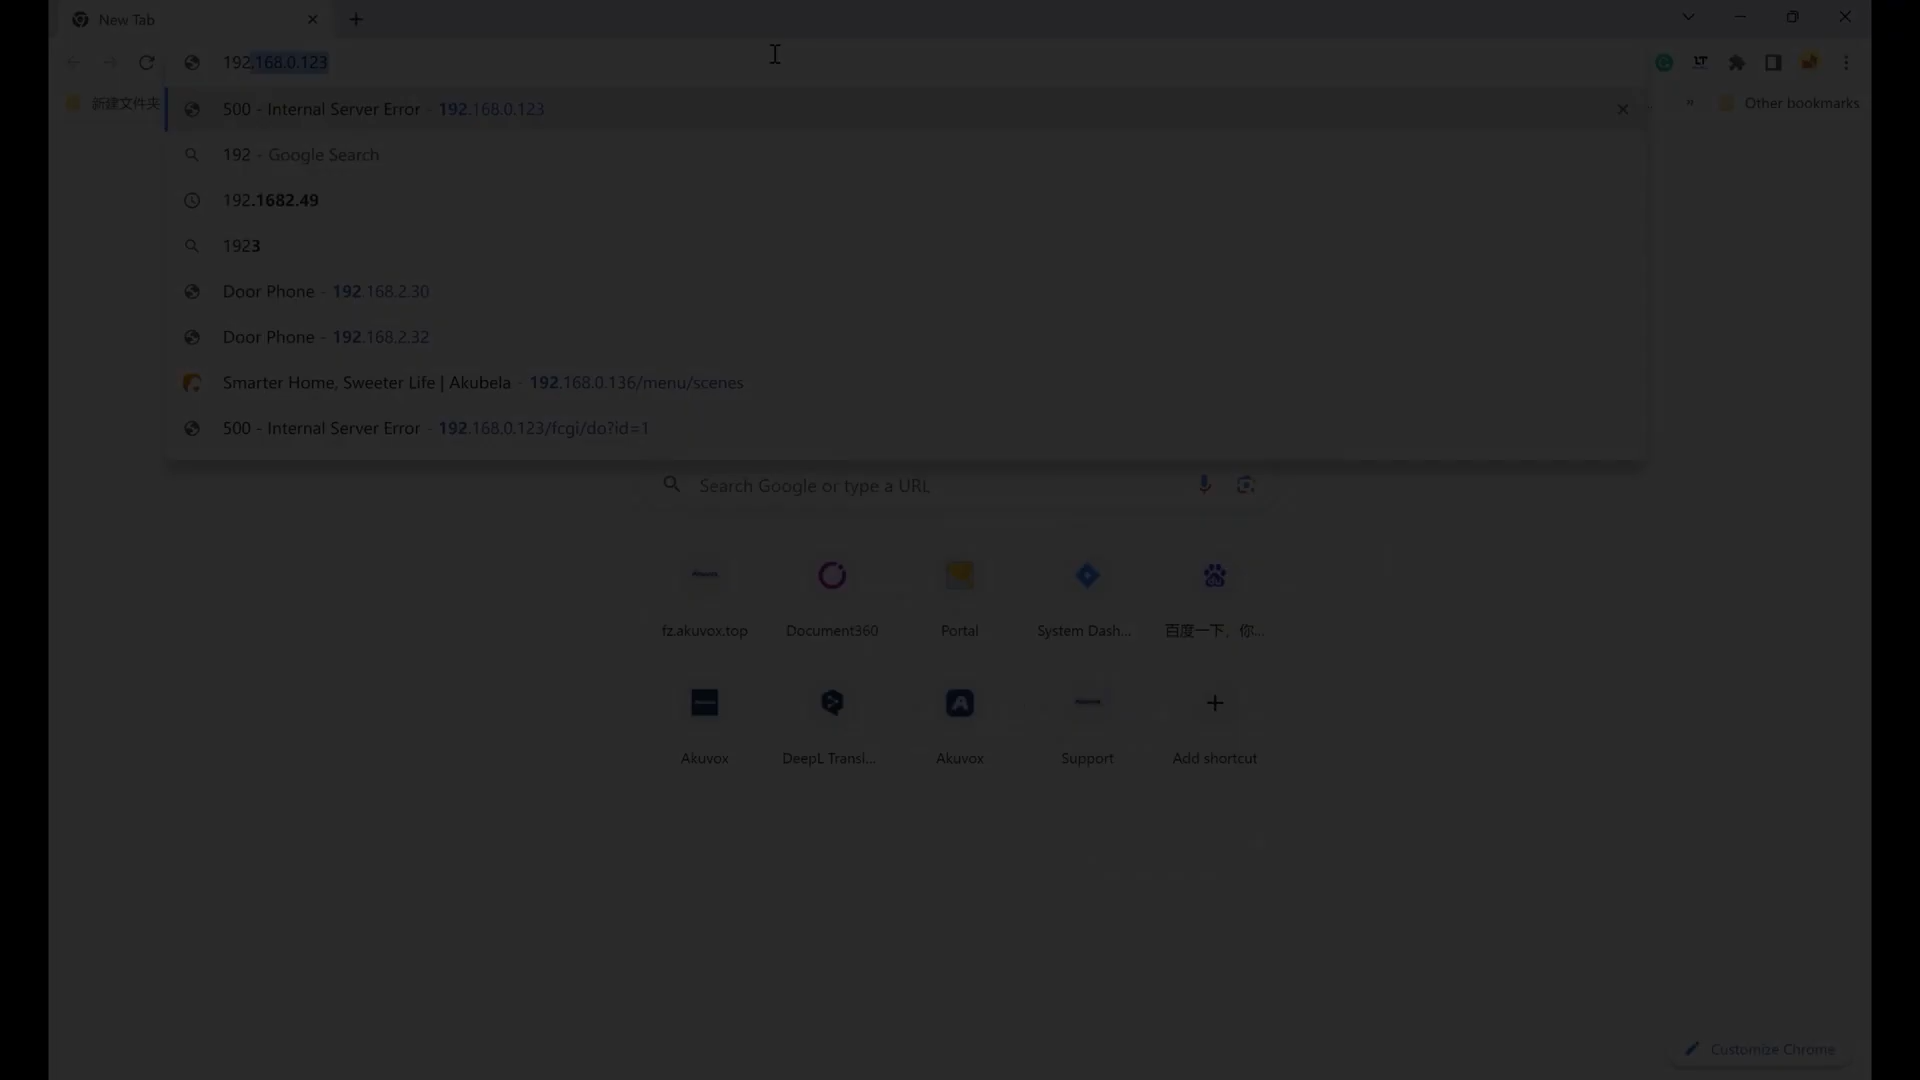 New Tab
192.168.0.123
新建文件夹
Other bookmarks
500 - Internal Server Error - 192.168.0.123
192 - Google Search
192.1682.49
1923
Door Phone - 192.168.2.30
Door Phone - 192.168.2.32
Smarter Home, Sweeter Life | Akubela - 192.168.0.136/menu/scenes
500 - Internal Server Error - 192.168.0.123/fcgi/do?id=1
Search Google or type a URL
fz.akuvox.top
Document360
Portal
System Dash...
百度一下，你...
Akuvox
DeepL Transl...
Akuvox
Support
Add shortcut
Customize Chrome